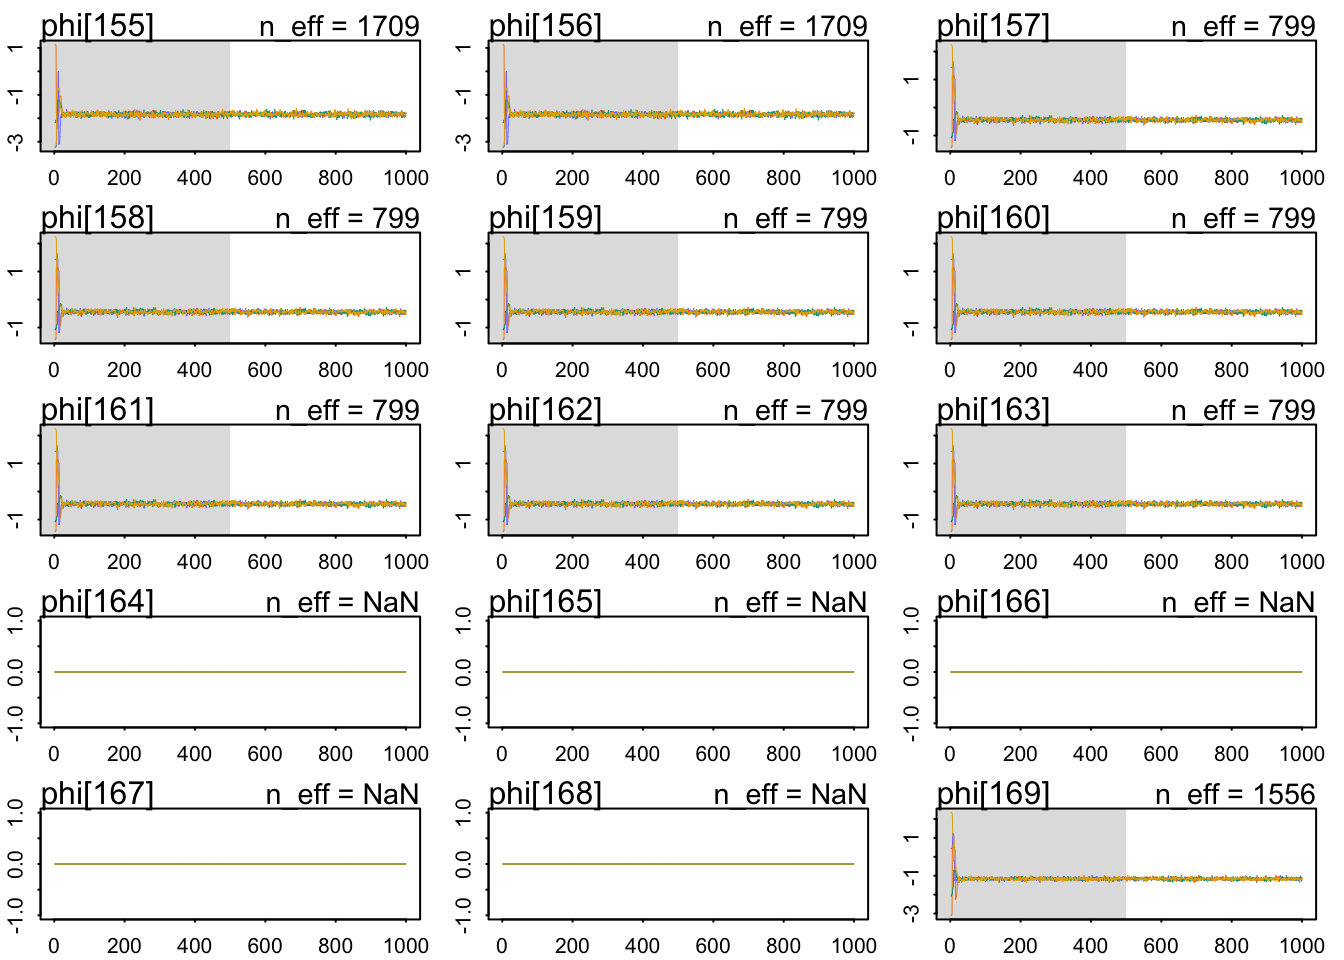 phi[155] n_eff = 1709 phi[156] n_eff = 1709 phi[157] n_eff = 799
1 -1 -3 1 -1 -3 1 -1
0 200 400 600 800 1000 0 200 400 600 800 1000 0 200 400 600 800 1000
phi[158] n_eff = 799 phi[159] n_eff = 799 phi[160] n_eff = 799
1 -1 1 -1 1 -1
0 200 400 600 800 1000 0 200 400 600 800 1000 0 200 400 600 800 1000
phi[161] n_eff = 799 phi[162] n_eff = 799 phi[163] n_eff = 799
1 -1 1 -1 1 -1
0 200 400 600 800 1000 0 200 400 600 800 1000 0 200 400 600 800 1000
phi[164] n_eff = NaN phi[165] n_eff = NaN phi[166] n_eff = NaN
1.0 0.0 -1.0 1.0 0.0 -1.0 1.0 0.0 -1.0
0 200 400 600 800 1000 0 200 400 600 800 1000 0 200 400 600 800 1000
phi[167] n_eff = NaN phi[168] n_eff = NaN phi[169] n_eff = 1556
1.0 0.0 -1.0 1.0 0.0 -1.0 1 -1 -3
0 200 400 600 800 1000 0 200 400 600 800 1000 0 200 400 600 800 1000